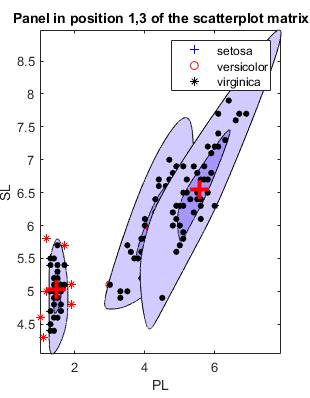 Panel in position 1,3 of the scatterplot matrix
setosa
versicolor
virginica
8.5
8
7.5
7
6.5
6
5.5
5
4.5
SL
2
4
6
PL